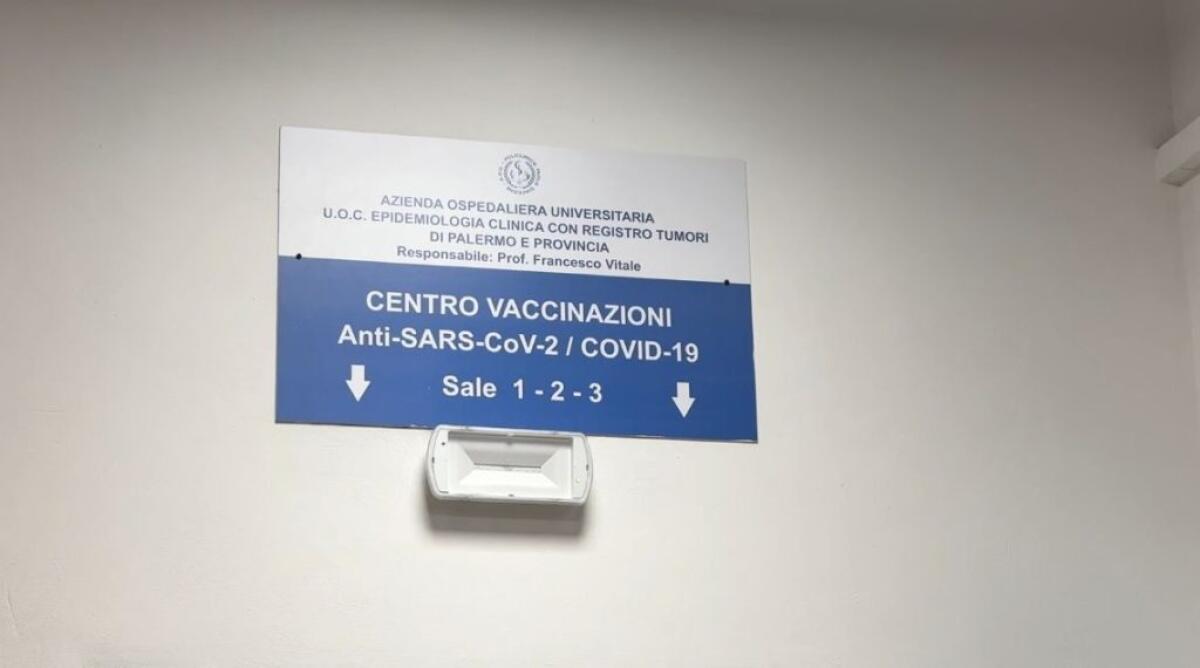 AZIENDA OSPEDALIERA UNIVERSITARIA
U.O.C. EPIDEMIOLOGIA CLINICA CON REGISTRO TUMORI
DI PALERMO E PROVINCIA
Responsabile: Prof. Francesco Vitale
CENTRO VACCINAZIONI
Anti-SARS-CoV-2 / COVID-19
Sale 1 - 2 - 3